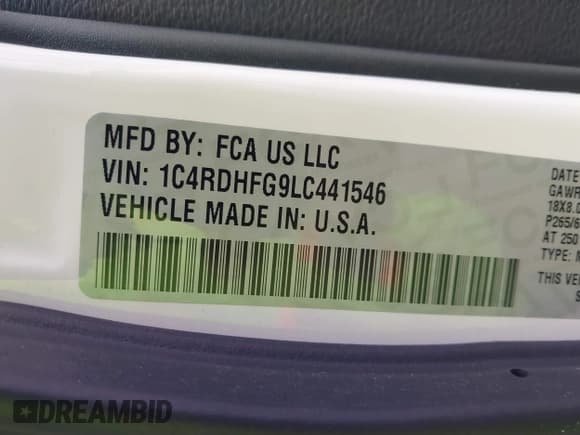 MFD BY: FCA US LLC
VIN: 1C4RDHFG9LC441546
VEHICLE MADE IN: U.S.A.
DATE
GAWR
18X8.0
P265/6
AT 250
TYPE: M
THIS VE
S
DREAMBID